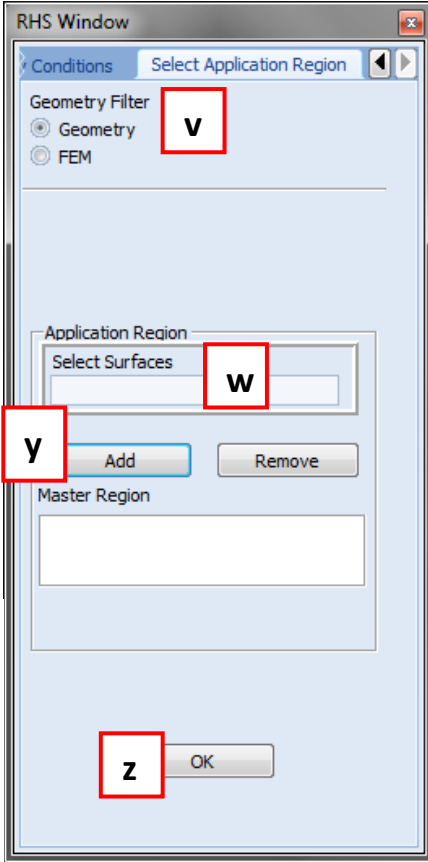 RHS Window
Conditions Select Application Region
Geometry Filter
Geometry
v
FEM
Application Region
Select Surfaces
w
y
Add Remove
Master Region
z
OK